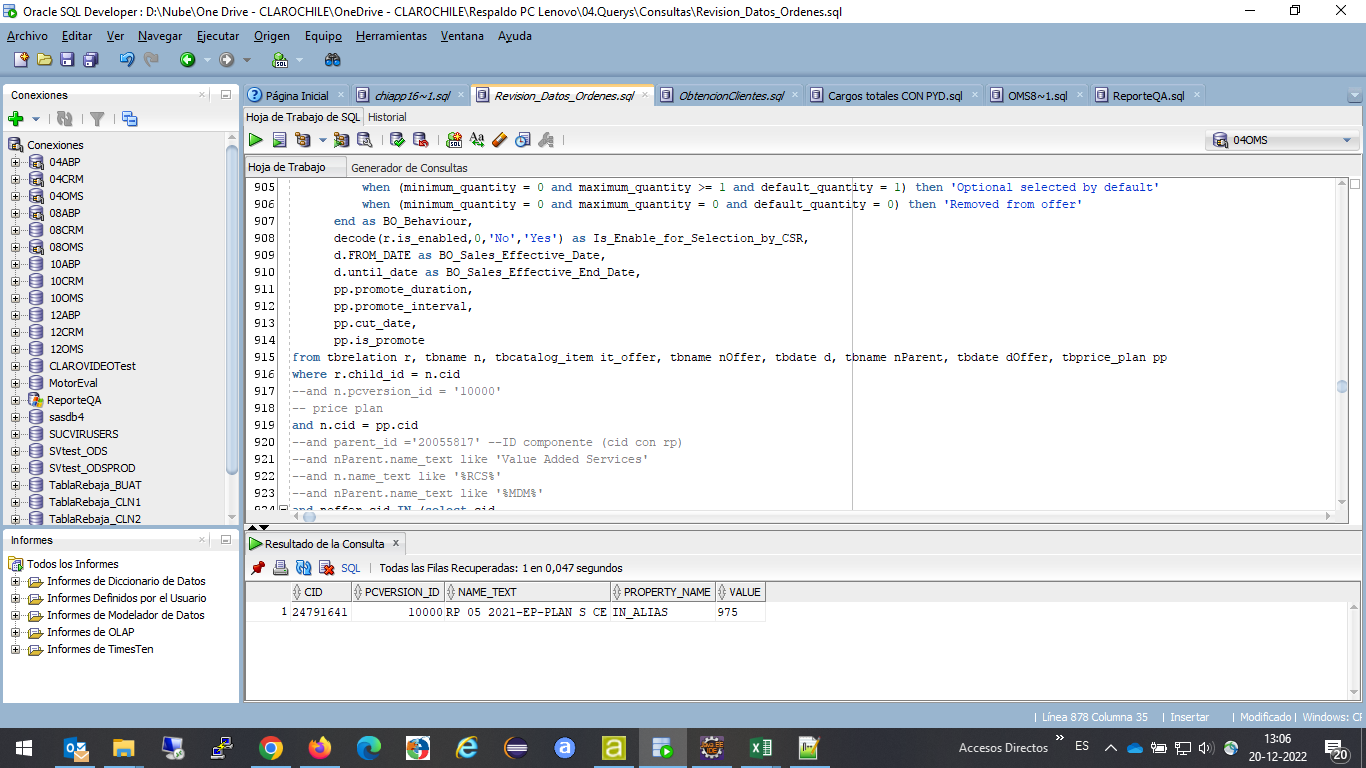 Oracle SQL Developer : D:\Nube\One Drive - CLAROCHILE\OneDrive - CLAROCHILE\Respaldo PC Lenovo\04.Querys\Consultas\Revision_Datos_Ordenes.sql
Archivo Editar Ver Navegar Ejecutar Origen Equipo Herramientas Ventana Ayuda
Conexiones
Conexiones
04ABP
04CRM
04OMS
08ABP
08CRM
08OMS
10ABP
10CRM
10OMS
12ABP
12CRM
12OMS
CLAROVIDEOTest
MotorEval
ReporteQA
sasdb4
SUCVIRUSERS
SVtest_ODS
SVtest_ODSPROD
TablaRebaja_BUAT
TablaRebaja_CLN1
TablaRebaja_CLN2
Informes
Todos los Informes
Informes de Diccionario de Datos
Informes Definidos por el Usuario
Informes de Modelador de Datos
Informes de OLAP
Informes de TimesTen
Página Inicial chiapp16~1.sql Revision_Datos_Ordenes.sql ObtencionClientes.sql Cargos totales CON PYD.sql OMS8~1.sql ReporteQA.sql
Hoja de Trabajo de SQL Historial
04OMS
Hoja de Trabajo Generador de Consultas
905 when (minimum_quantity = 0 and maximum_quantity >= 1 and default_quantity = 1) then 'Optional selected by default'
906 when (minimum_quantity = 0 and maximum_quantity = 0 and default_quantity = 0) then 'Removed from offer'
907 end as BO_Behaviour,
908 decode(r.is_enabled,0,'No','Yes') as Is_Enable_for_Selection_by_CSR,
909 d.FROM_DATE as BO_Sales_Effective_Date,
910 d.until_date as BO_Sales_Effective_End_Date,
911 pp.promote_duration,
912 pp.promote_interval,
913 pp.cut_date,
914 pp.is_promote
915 from tbrelation r, tbname n, tbcatalog_item it_offer, tbname nOffer, tbdate d, tbname nParent, tbdate dOffer, tbprice_plan pp
916 where r.child_id = n.cid
917 --and n.pcversion_id = '10000'
918 -- price plan
919 and n.cid = pp.cid
920 --and parent_id ='20055817' --ID componente (cid con rp)
921 --and nParent.name_text like 'Value Added Services'
922 --and n.name_text like '%RCS%'
923 --and nParent.name_text like '%MDM%'
924 and noffer.cid IN (select cid
Resultado de la Consulta
SQL Todas las Filas Recuperadas: 1 en 0,047 segundos
CID PCVERSION_ID NAME_TEXT PROPERTY_NAME VALUE
1 24791641 10000 RP 05 2021-EP-PLAN S CE IN_ALIAS 975
Línea 878 Columna 35 Insertar Modificado Windows: CF
Accesos Directos ES 13:06
20-12-2022
20